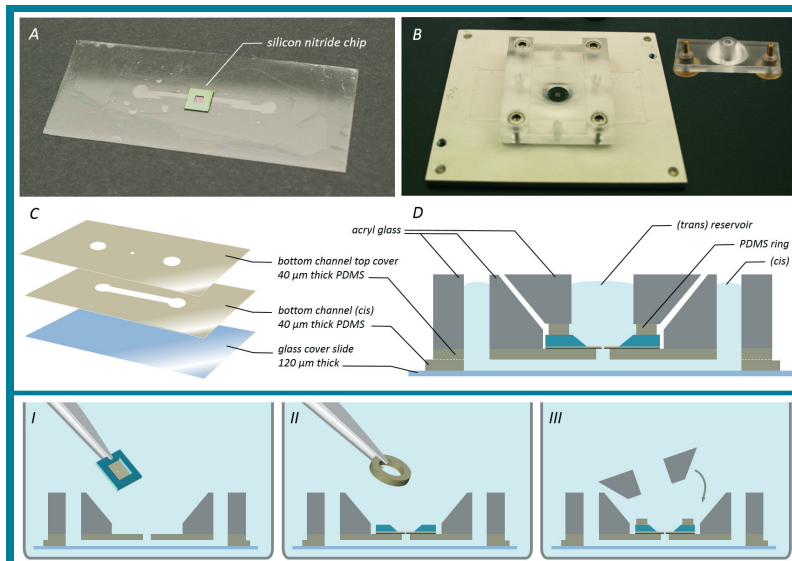 A
silicon nitride chip
B
C
bottom channel top cover
40 μm thick PDMS
bottom channel (cis)
40 μm thick PDMS
glass cover slide
120 μm thick
D
acryl glass
(trans) reservoir
PDMS ring
(cis)
I
II
III